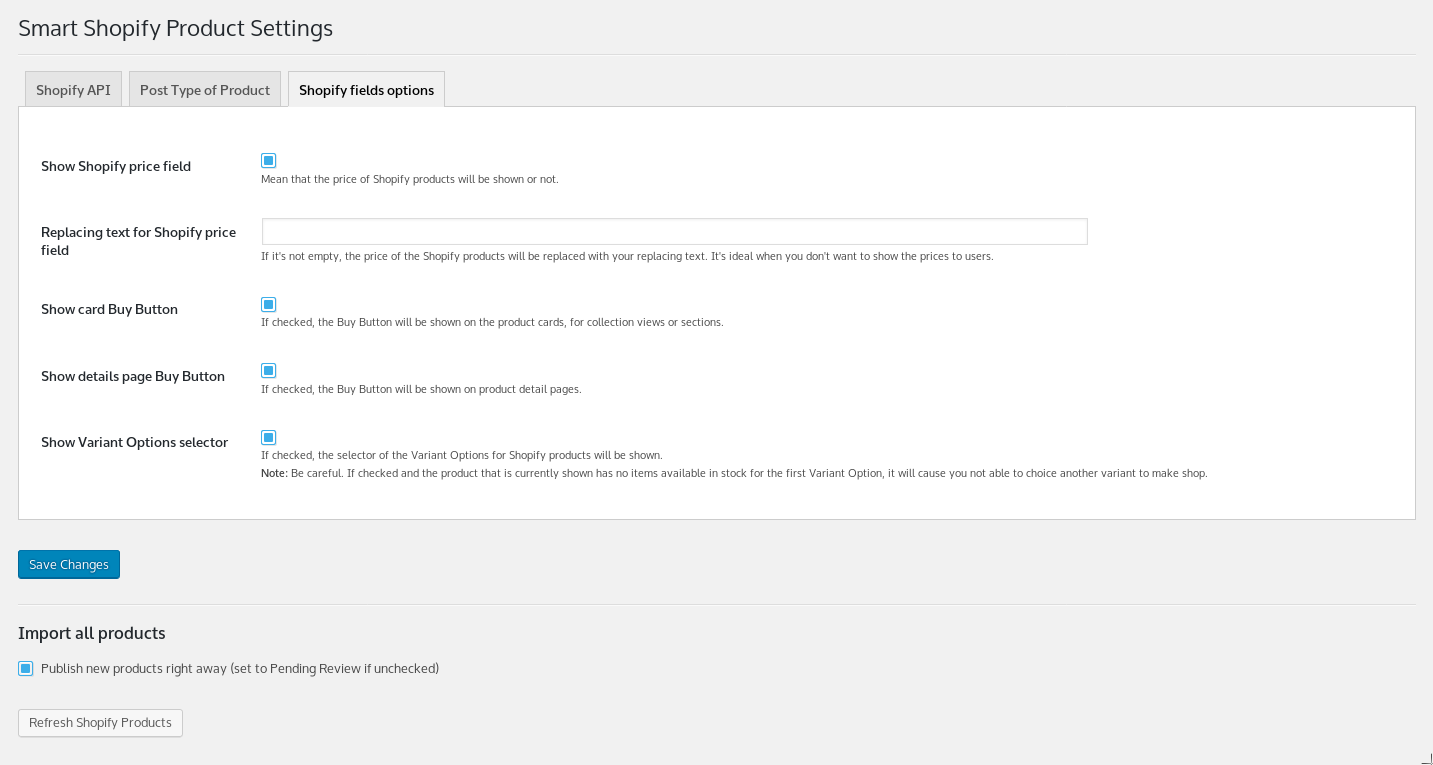 Smart Shopify Product Settings
Shopify API
Post Type of Product
Shopify fields options
Show Shopify price field
Mean that the price of Shopify products will be shown or not.
Replacing text for Shopify price
field
If it's not empty, the price of the Shopify products will be replaced with your replacing text. It's ideal when you don't want to show the prices to users.
Show card Buy Button
If checked, the Buy Button will be shown on the product cards, for collection views or sections.
Show details page Buy Button
If checked, the Buy Button will be shown on product detail pages.
Show Variant Options selector
If checked, the selector of the Variant Options for Shopify products will be shown.
Note: Be careful. If checked and the product that is currently shown has no items available in stock for the first Variant Option, it will cause you not able to choice another variant to make shop.
Save Changes
Import all products
Publish new products right away (set to Pending Review if unchecked)
Refresh Shopify Products